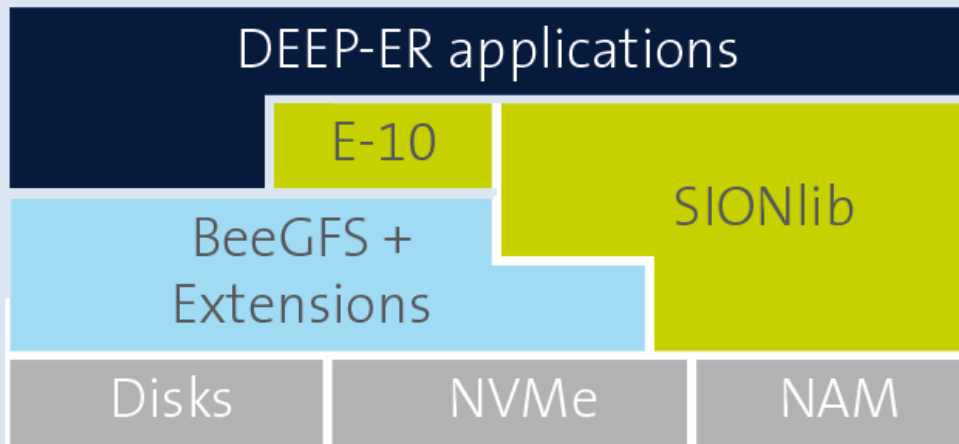 DEEP-ER applications
E-10
SIONlib
BeeGFS +
Extensions
Disks
NVMe
NAM